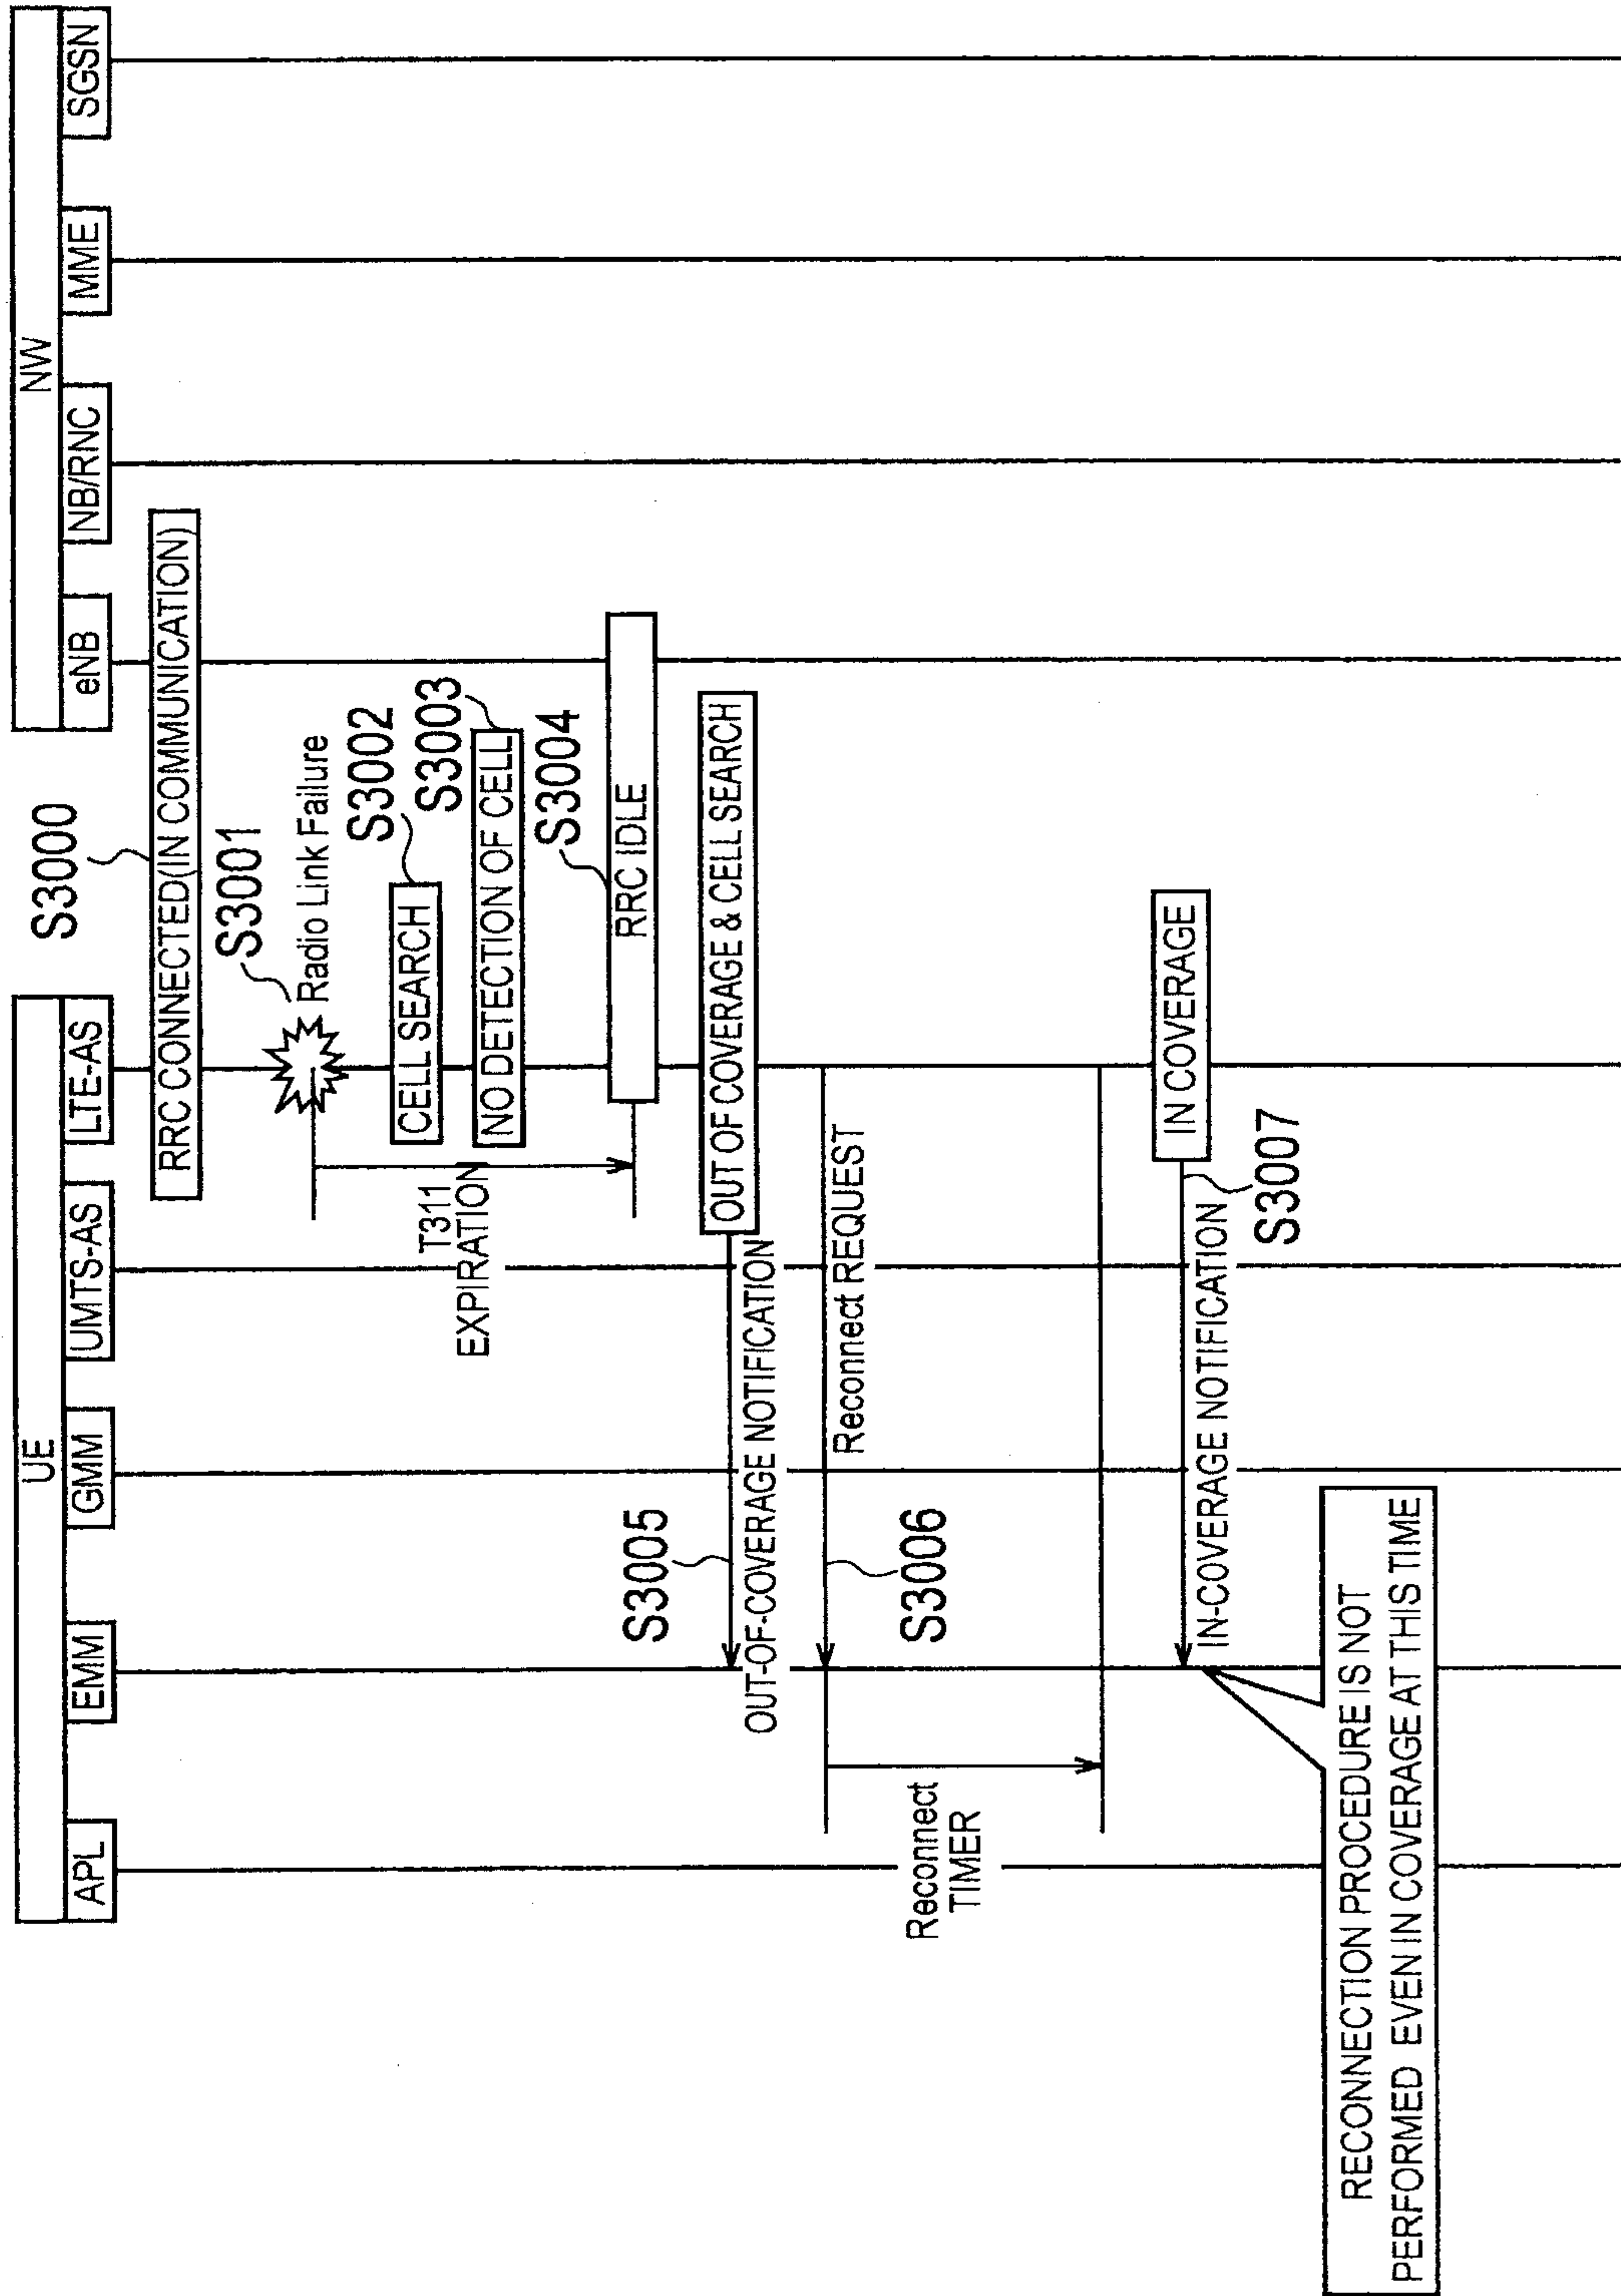 UE
NW
APL
EMM
GMM
UMTS-AS
LTE-AS
eNB
NB/RNC
MME
SGSN
S3000
RRC CONNECTED(IN COMMUNICATION)
S3001
Radio Link Failure
S3002
CELL SEARCH
S3003
NO DETECTION OF CELL
T311
EXPIRATION
S3004
RRC IDLE
OUT OF COVERAGE & CELL SEARCH
S3005
OUT-OF-COVERAGE NOTIFICATION
Reconnect REQUEST
S3006
Reconnect
TIMER
IN COVERAGE
IN-COVERAGE NOTIFICATION
S3007
RECONNECTION PROCEDURE IS NOT
PERFORMED EVEN IN COVERAGE AT THIS TIME